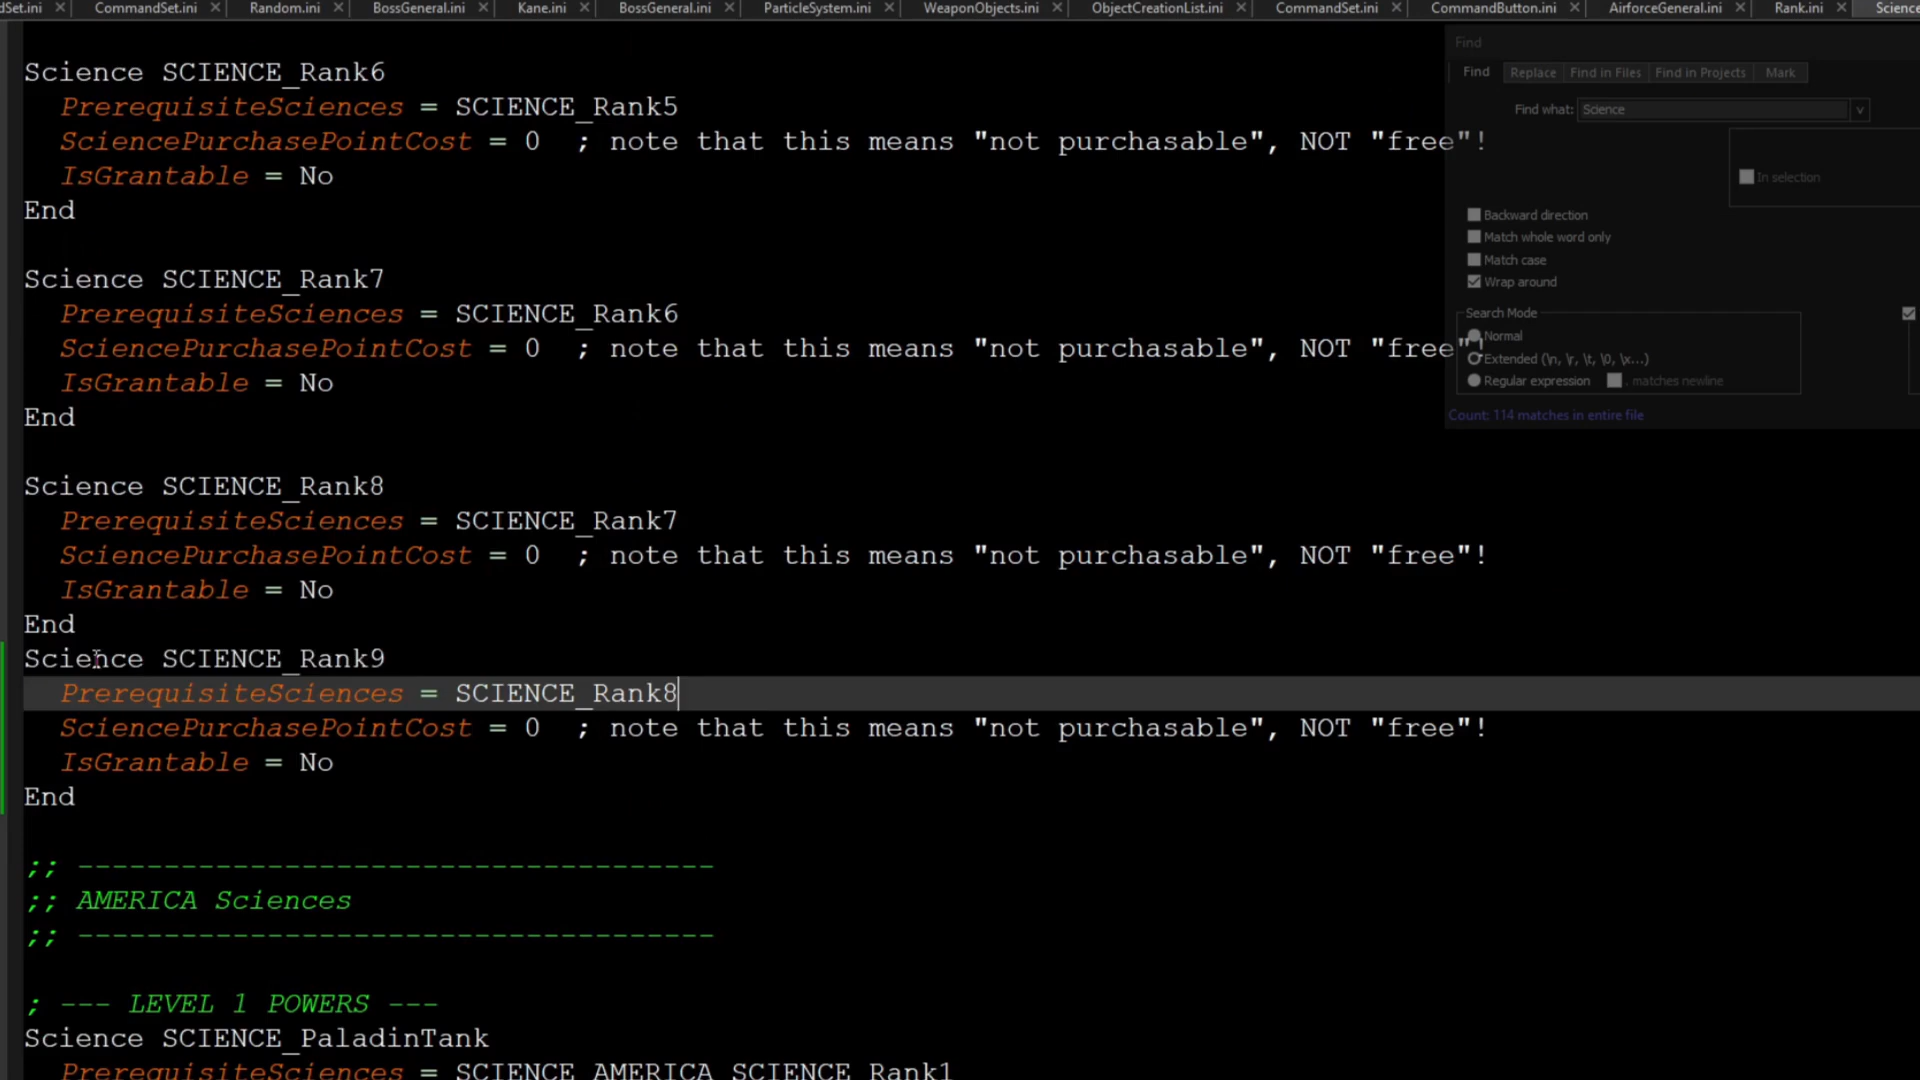 dSet.ini CommandSet.ini Random.ini BossGeneral.ini Kane.ini BossGeneral.ini ParticleSystem.ini WeaponObjects.ini ObjectCreationList.ini CommandSet.ini CommandButton.ini AirforceGeneral.ini Rank.ini Science
Science SCIENCE_Rank6
PrerequisiteSciences = SCIENCE_Rank5
SciencePurchasePointCost = 0 ; note that this means "not purchasable", NOT "free"!
IsGrantable = No
End
Science SCIENCE_Rank7
PrerequisiteSciences = SCIENCE_Rank6
SciencePurchasePointCost = 0 ; note that this means "not purchasable", NOT "free"!
IsGrantable = No
End
Science SCIENCE_Rank8
PrerequisiteSciences = SCIENCE_Rank7
SciencePurchasePointCost = 0 ; note that this means "not purchasable", NOT "free"!
IsGrantable = No
End
Science SCIENCE_Rank9
PrerequisiteSciences = SCIENCE_Rank8
SciencePurchasePointCost = 0 ; note that this means "not purchasable", NOT "free"!
IsGrantable = No
End
;; -------------------------------------
;; AMERICA Sciences
;; -------------------------------------
; --- LEVEL 1 POWERS ---
Science SCIENCE_PaladinTank
PrerequisiteSciences = SCIENCE_AMERICA SCIENCE_Rank1
Find
Find Replace Find in Files Find in Projects Mark
Find what: Science
In selection
Backward direction
Match whole word only
Match case
Wrap around
Search Mode
Normal
Extended (\n, \r, \t, \0, \x...)
Regular expression . matches newline
Count: 114 matches in entire file